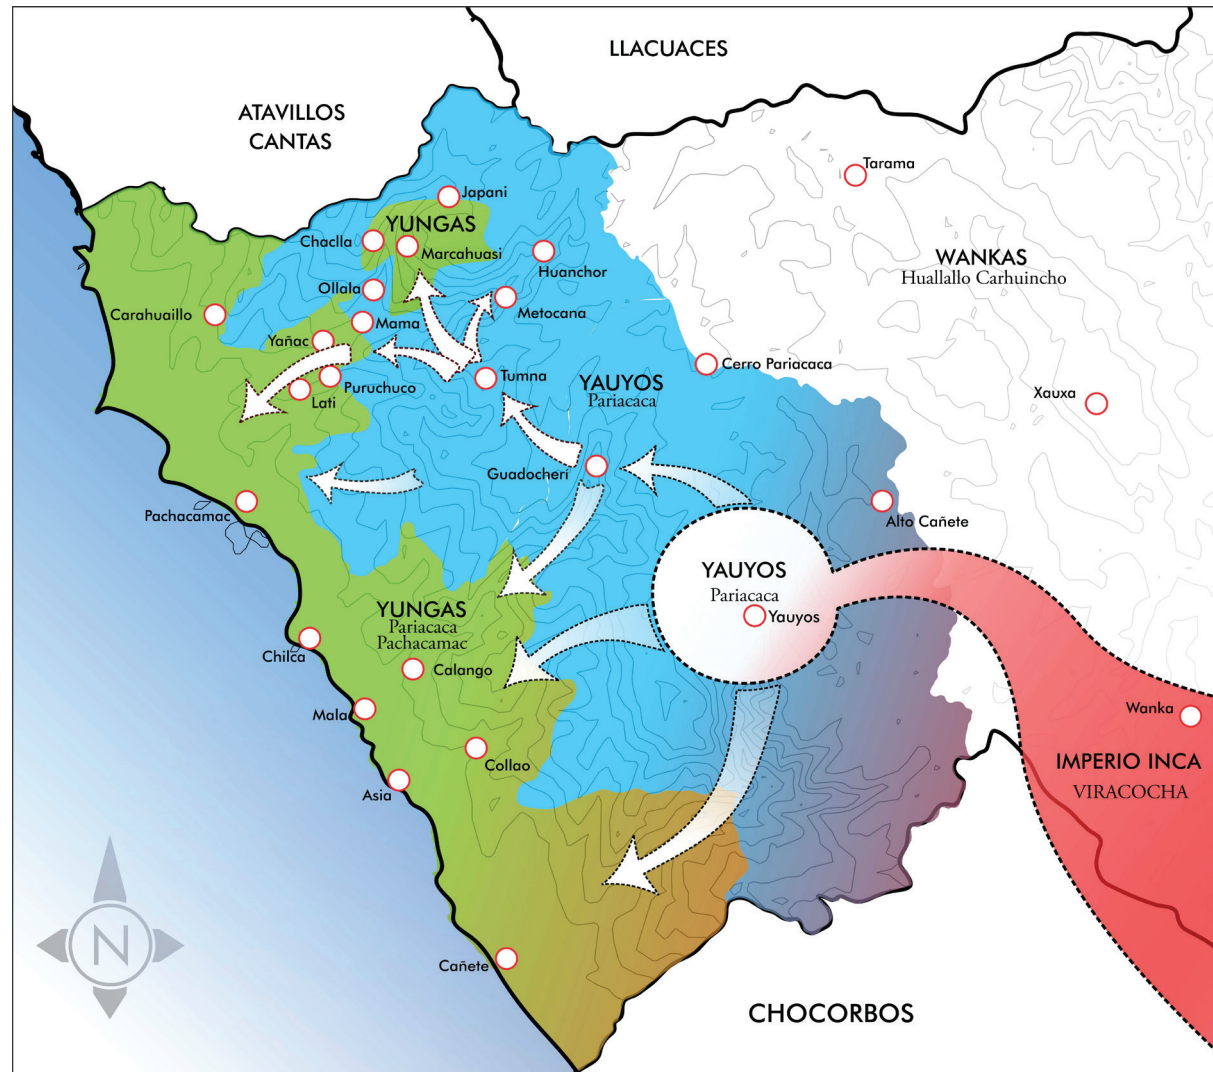 LLACUACES
ATAVILLOS
CANTAS
Tarama
Japani
YUNGAS
Chaclla
Marcahuasi
Huanchor
WANKAS
Huallallo Carhuincho
Ollala
Metocana
Carahuaillo
Mama
Yañac
Cerro Pariacaca
Puruchuco
Tumna
YAUYOS
Pariacaca
Lati
Xauxa
Guadocheri
Pachacamac
Alto Cañete
YAUYOS
Pariacaca
Yauyos
YUNGAS
Pariacaca
Pachacamac
Chilca
Calango
Mala
Wanka
Collao
IMPERIO INCA
VIRACOCHA
Asia
N
Cañete
CHOCORBOS